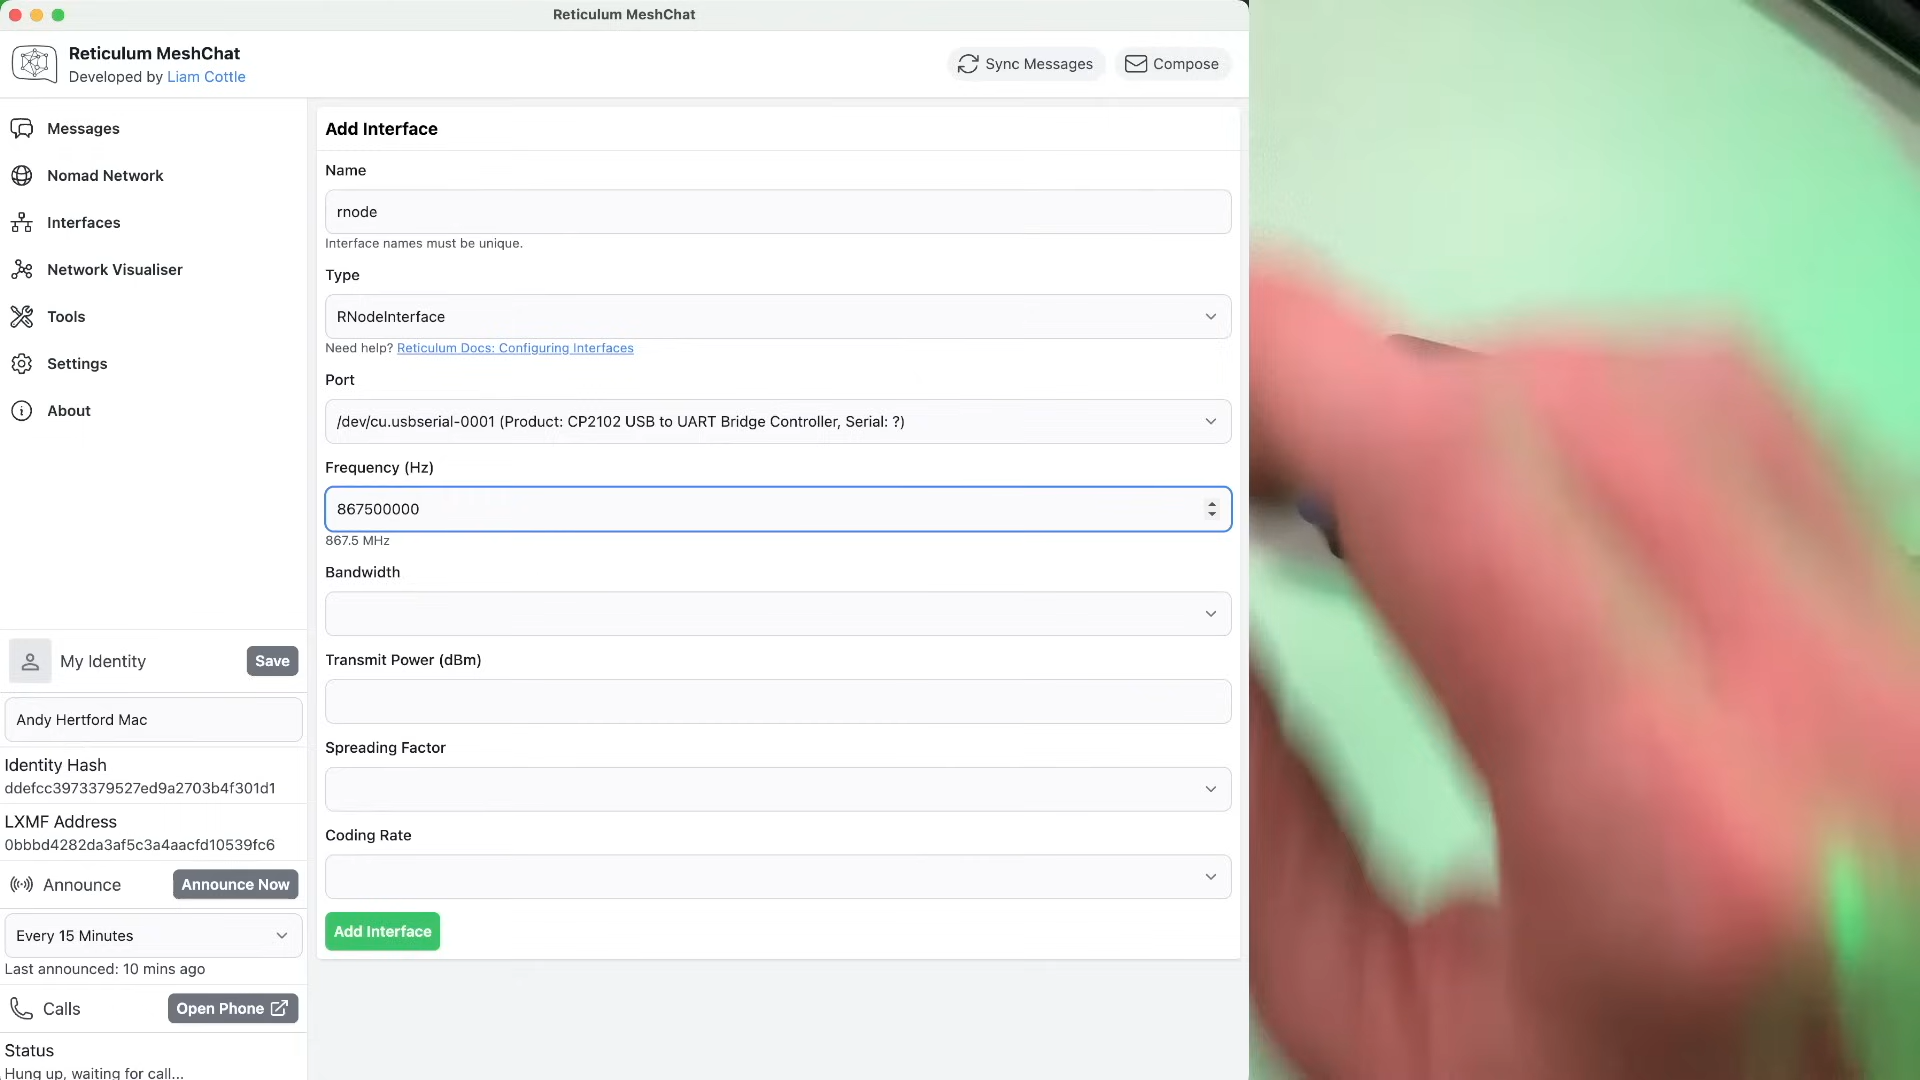 Reticulum MeshChat
Reticulum MeshChat
Developed by Liam Cottle
Sync Messages
Compose
Messages
Nomad Network
Interfaces
Network Visualiser
Tools
Settings
About
My Identity
Save
Andy Hertford Mac
Identity Hash
ddefcc3973379527ed9a2703b4f301d1
LXMF Address
0bbbd4282da3af5c3a4aacfd10539fc6
Announce
Announce Now
Every 15 Minutes
Last announced: 10 mins ago
Calls
Open Phone
Status
Hung up, waiting for call...
Add Interface
Name
rnode
Interface names must be unique.
Type
RNodeInterface
Need help? Reticulum Docs: Configuring Interfaces
Port
/dev/cu.usbserial-0001 (Product: CP2102 USB to UART Bridge Controller, Serial: ?)
Frequency (Hz)
867500000
867.5 MHz
Bandwidth
Transmit Power (dBm)
Spreading Factor
Coding Rate
Add Interface